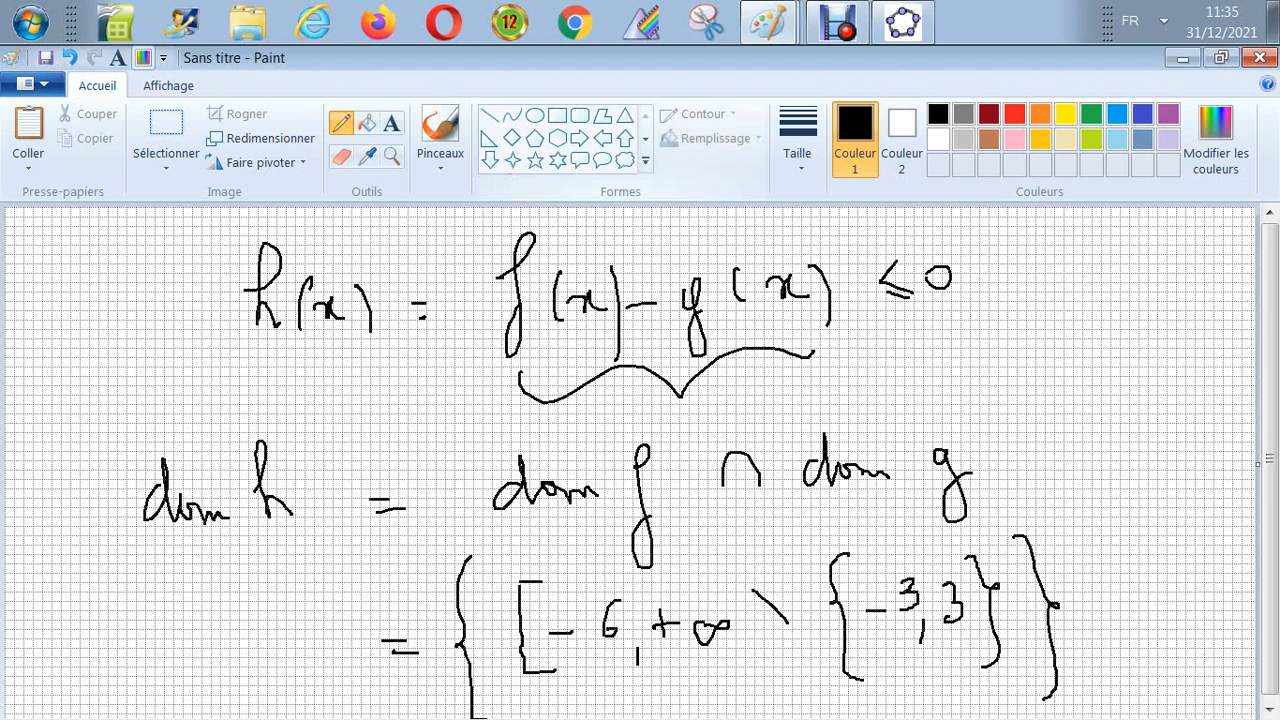 12
FR
11:35
31/12/2021
Sans titre - Paint
Accueil
Affichage
Coller
Couper
Copier
Presse-papiers
Sélectionner
Rogner
Redimensionner
Faire pivoter
Image
A
Outils
Pinceaux
Contour
Remplissage
Formes
Taille
Couleur 1
Couleur 2
Modifier les couleurs
Couleurs
h(x) = f(x) - g(x) ≤ 0
dom h = dom f ∩ dom g
= { [ -6, +∞ \ { -3, 3 } }